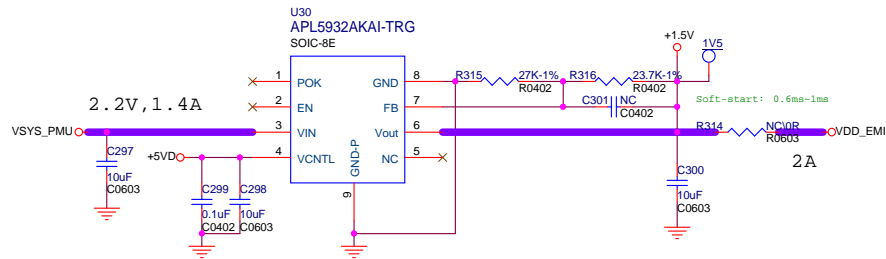 U30
APL5932AKAI-TRG
SOIC-8E
+1.5V
1V5
1 POK GND 8
R315 27K-1% R316 23.7K-1%
R0402 R0402
2.2V,1.4A
2 EN FB 7
C301 NC
C0402
Soft-start: 0.6ms~1ms
VSYS_PMU
3 VIN Vout 6
R314 NC\0R
R0603
VDD_EMI
2A
+5VD
4 VCNTL NC 5
GND-P
9
C297
10uF
C0603
C299
0.1uF
C0402
C298
10uF
C0603
C300
10uF
C0603